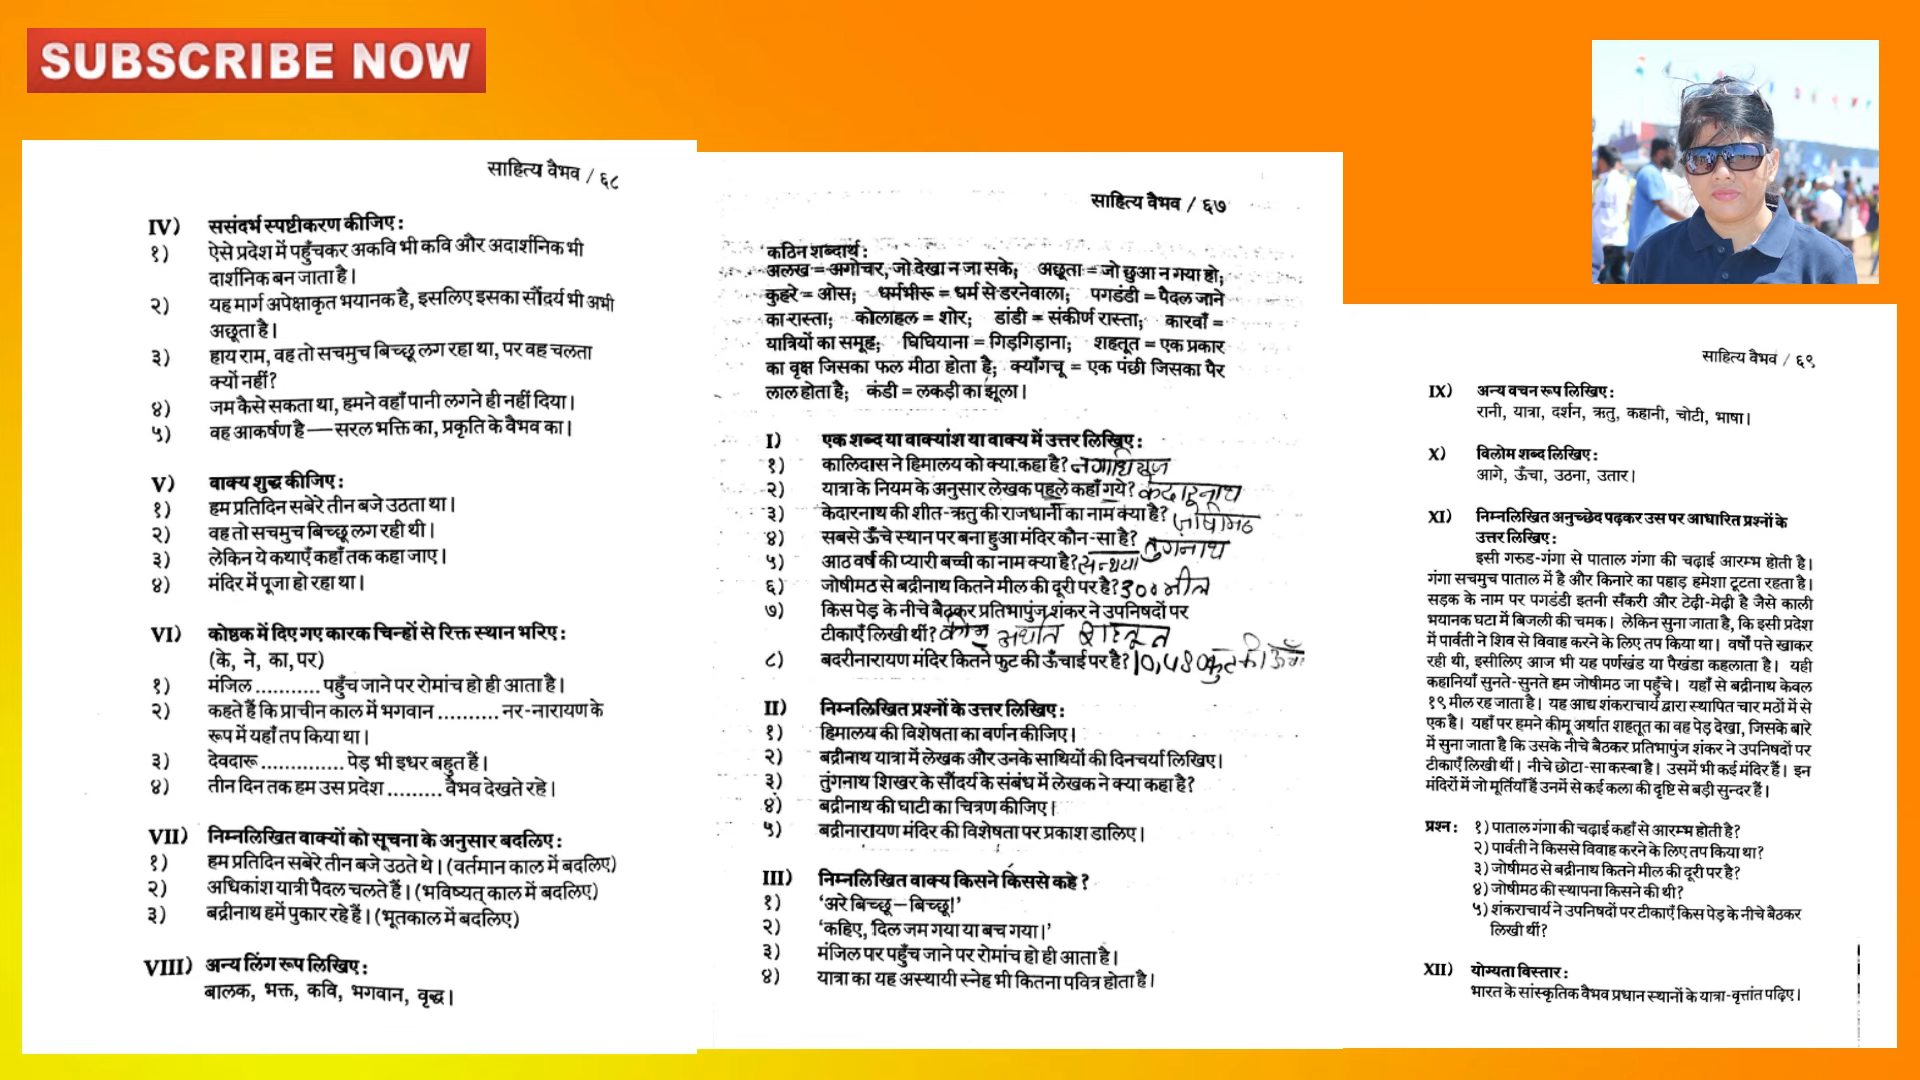 SUBSCRIBE NOW
साहित्य वैभव / ६८
IV) ससंदर्भ स्पष्टीकरण कीजिए :
१) ऐसे प्रदेश में पहुँचकर अकवि भी कवि और अदार्शनिक भी
दार्शनिक बन जाता है।
२) यह मार्ग अपेक्षाकृत भयानक है, इसलिए इसका सौंदर्य भी अभी
अछूता है।
३) हाय राम, वह तो सचमुच बिच्छू लग रहा था, पर वह चलता
क्यों नहीं?
४) जम कैसे सकता था, हमने वहाँ पानी लगने ही नहीं दिया।
५) वह आकर्षण है — सरल भक्ति का, प्रकृति के वैभव का।
V) वाक्य शुद्ध कीजिए :
१) हम प्रतिदिन सबेरे तीन बजे उठता था।
२) वह तो सचमुच बिच्छू लग रही थी।
३) लेकिन ये कथाएँ कहाँ तक कहा जाए।
४) मंदिर में पूजा हो रहा था।
VI) कोष्ठक में दिए गए कारक चिन्हों से रिक्त स्थान भरिए :
(के, ने, का, पर)
१) मंजिल ........... पहुँच जाने पर रोमांच हो ही आता है।
२) कहते हैं कि प्राचीन काल में भगवान .......... नर-नारायण के
रूप में यहाँ तप किया था।
३) देवदारू .............. पेड़ भी इधर बहुत हैं।
४) तीन दिन तक हम उस प्रदेश ......... वैभव देखते रहे।
VII) निम्नलिखित वाक्यों को सूचना के अनुसार बदलिए :
१) हम प्रतिदिन सबेरे तीन बजे उठते थे। (वर्तमान काल में बदलिए)
२) अधिकांश यात्री पैदल चलते हैं। (भविष्यत् काल में बदलिए)
३) बद्रीनाथ हमें पुकार रहे हैं। (भूतकाल में बदलिए)
VIII) अन्य लिंग रूप लिखिए :
बालक, भक्त, कवि, भगवान, वृद्ध।
साहित्य वैभव / ६७
कठिन शब्दार्थ :
अलख = अगोचर, जो देखा न जा सके; अछूता = जो छुआ न गया हो;
कुहरे = ओस; धर्मभीरू = धर्म से डरनेवाला; पगडंडी = पैदल जाने
का रास्ता; कोलाहल = शोर; डांडी = संकीर्ण रास्ता; कारवाँ =
यात्रियों का समूह; घिघियाना = गिड़गिड़ाना; शहतूत = एक प्रकार
का वृक्ष जिसका फल मीठा होता है; क्याँगचू = एक पंछी जिसका पैर
लाल होता है; कंडी = लकड़ी का झूला।
I) एक शब्द या वाक्यांश या वाक्य में उत्तर लिखिए :
१) कालिदास ने हिमालय को क्या कहा है?
२) यात्रा के नियम के अनुसार लेखक पहले कहाँ गये? केदारनाथ
३) केदारनाथ की शीत-ऋतु की राजधानी का नाम क्या है? जोषीमठ
४) सबसे ऊँचे स्थान पर बना हुआ मंदिर कौन-सा है? तुगंनाथ
५) आठ वर्ष की प्यारी बच्ची का नाम क्या है?
६) जोषीमठ से बद्रीनाथ कितने मील की दूरी पर है? 300 मील
७) किस पेड़ के नीचे बैठकर प्रतिभापुंज शंकर ने उपनिषदों पर
टीकाएँ लिखी थीं? कीमू अर्थात शहतूत
८) बदरीनारायण मंदिर कितने फुट की ऊँचाई पर है? 10,480 फुट की
II) निम्नलिखित प्रश्नों के उत्तर लिखिए :
१) हिमालय की विशेषता का वर्णन कीजिए।
२) बद्रीनाथ यात्रा में लेखक और उनके साथियों की दिनचर्या लिखिए।
३) तुंगनाथ शिखर के सौंदर्य के संबंध में लेखक ने क्या कहा है?
४) बद्रीनाथ की घाटी का चित्रण कीजिए।
५) बद्रीनारायण मंदिर की विशेषता पर प्रकाश डालिए।
III) निम्नलिखित वाक्य किसने किससे कहे ?
१) ‘अरे बिच्छू – बिच्छू!’
२) ‘कहिए, दिल जम गया या बच गया।’
३) मंजिल पर पहुँच जाने पर रोमांच हो ही आता है।
४) यात्रा का यह अस्थायी स्नेह भी कितना पवित्र होता है।
साहित्य वैभव / ६९
IX) अन्य वचन रूप लिखिए :
रानी, यात्रा, दर्शन, ऋतु, कहानी, चोटी, भाषा।
X) विलोम शब्द लिखिए :
आगे, ऊँचा, उठना, उतार।
XI) निम्नलिखित अनुच्छेद पढ़कर उस पर आधारित प्रश्नों के
उत्तर लिखिए :
इसी गरुड-गंगा से पाताल गंगा की चढ़ाई आरम्भ होती है।
गंगा सचमुच पाताल में है और किनारे का पहाड़ हमेशा टूटता रहता है।
सड़क के नाम पर पगडंडी इतनी सँकरी और टेढ़ी-मेढ़ी है जैसे काली
भयानक घटा में बिजली की चमक। लेकिन सुना जाता है, कि इसी प्रदेश
में पार्वती ने शिव से विवाह करने के लिए तप किया था। वर्षों पत्ते खाकर
रही थी, इसीलिए आज भी यह पर्णखंड या पैखंडा कहलाता है। यही
कहानियाँ सुनते-सुनते हम जोषीमठ जा पहुँचे। यहाँ से बद्रीनाथ केवल
१९ मील रह जाता है। यह आद्य शंकराचार्य द्वारा स्थापित चार मठों में से
एक है। यहाँ पर हमने कीमू अर्थात शहतूत का वह पेड़ देखा, जिसके बारे
में सुना जाता है कि उसके नीचे बैठकर प्रतिभापुंज शंकर ने उपनिषदों पर
टीकाएँ लिखी थीं। नीचे छोटा-सा कस्बा है। उसमें भी कई मंदिर हैं। इन
मंदिरों में जो मूर्तियाँ हैं उनमें से कई कला की दृष्टि से बड़ी सुन्दर हैं।
प्रश्न : १) पाताल गंगा की चढ़ाई कहाँ से आरम्भ होती है?
२) पार्वती ने किससे विवाह करने के लिए तप किया था?
३) जोषीमठ से बद्रीनाथ कितने मील की दूरी पर है?
४) जोषीमठ की स्थापना किसने की थी?
५) शंकराचार्य ने उपनिषदों पर टीकाएँ किस पेड़ के नीचे बैठकर
लिखी थीं?
XII) योग्यता विस्तार :
भारत के सांस्कृतिक वैभव प्रधान स्थानों के यात्रा-वृत्तांत पढ़िए।